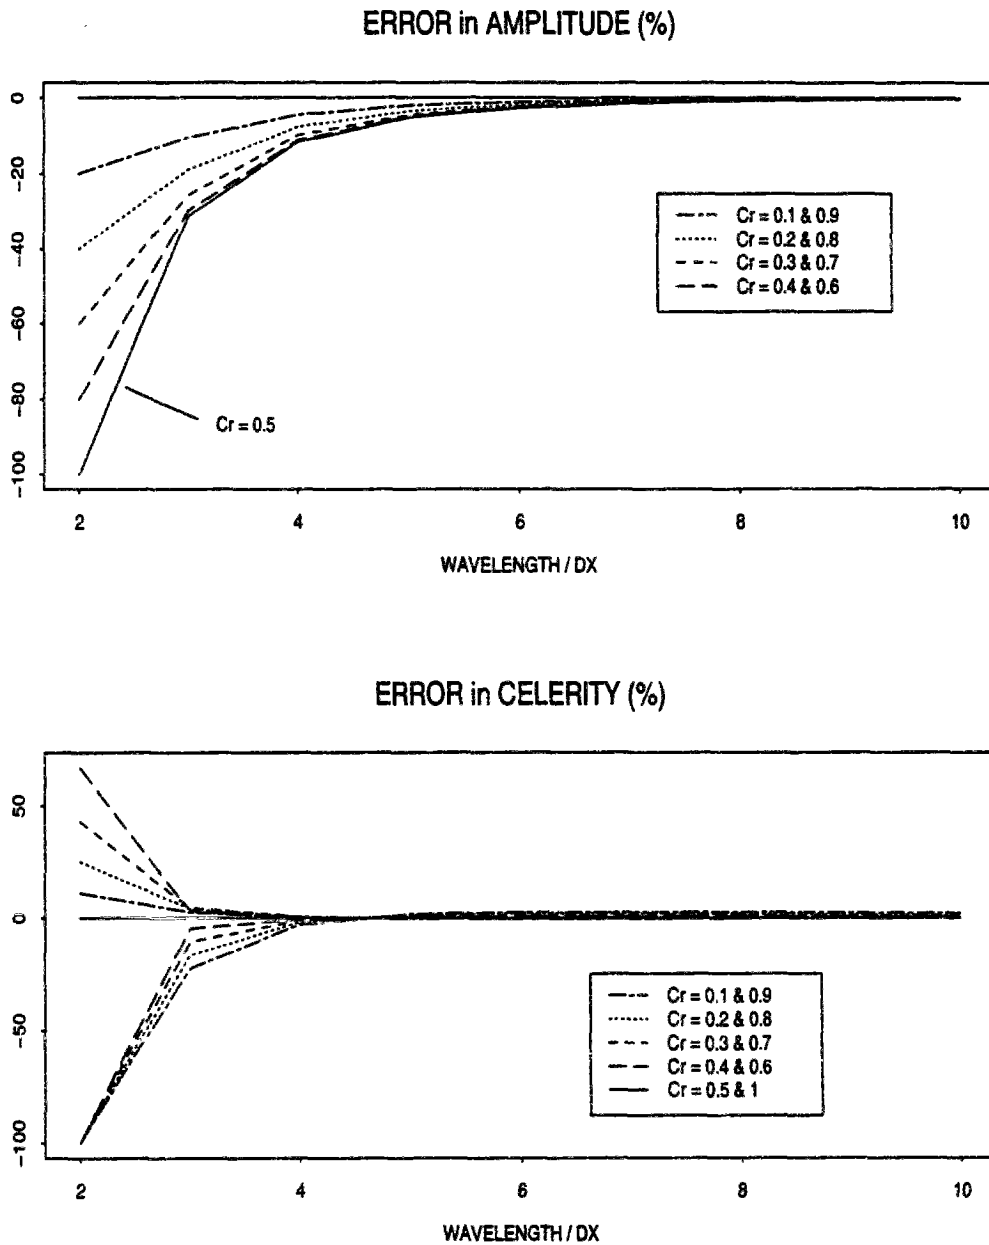 ERROR in AMPLITUDE (%)
0
-20
-40
-60
-80
-100
Cr = 0.1 & 0.9
Cr = 0.2 & 0.8
Cr = 0.3 & 0.7
Cr = 0.4 & 0.6
Cr = 0.5
2 4 6 8 10
WAVELENGTH / DX
ERROR in CELERITY (%)
50
0
-50
-100
Cr = 0.1 & 0.9
Cr = 0.2 & 0.8
Cr = 0.3 & 0.7
Cr = 0.4 & 0.6
Cr = 0.5 & 1
2 4 6 8 10
WAVELENGTH / DX